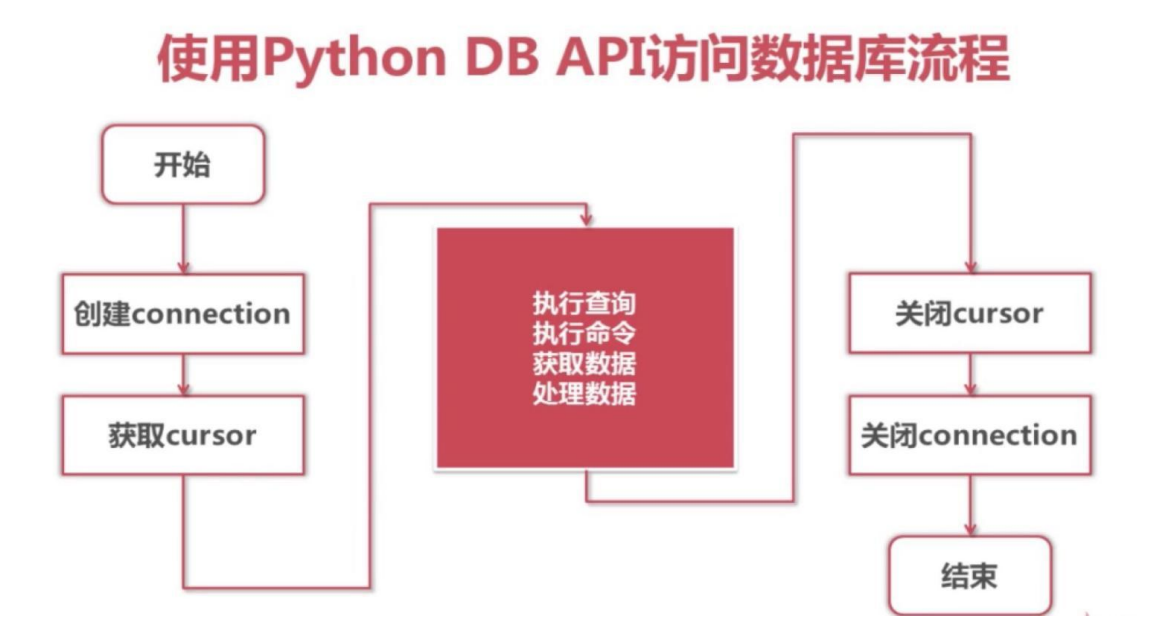 使用Python DB API访问数据库流程
开始
创建connection
获取cursor
执行查询
执行命令
获取数据
处理数据
关闭cursor
关闭connection
结束